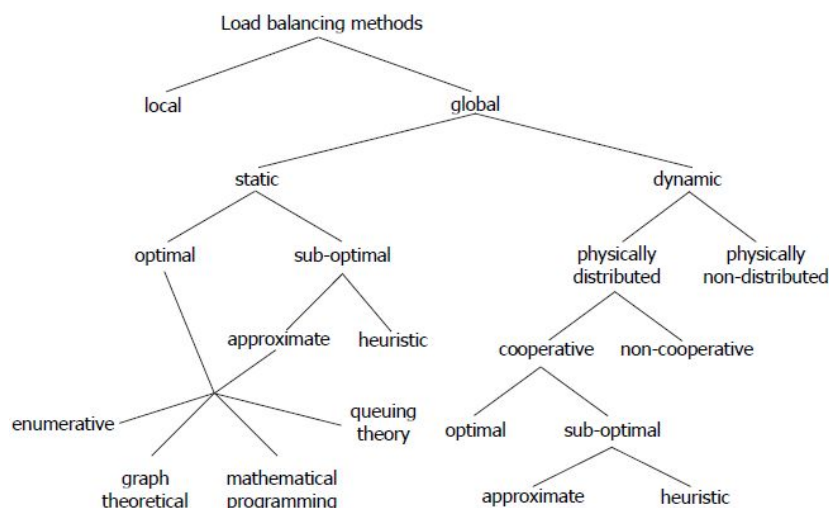 Load balancing methods
local
global
static
dynamic
optimal
sub-optimal
physically
distributed
physically
non-distributed
approximate
heuristic
cooperative
non-cooperative
enumerative
queuing
theory
optimal
sub-optimal
graph
theoretical
mathematical
programming
approximate
heuristic